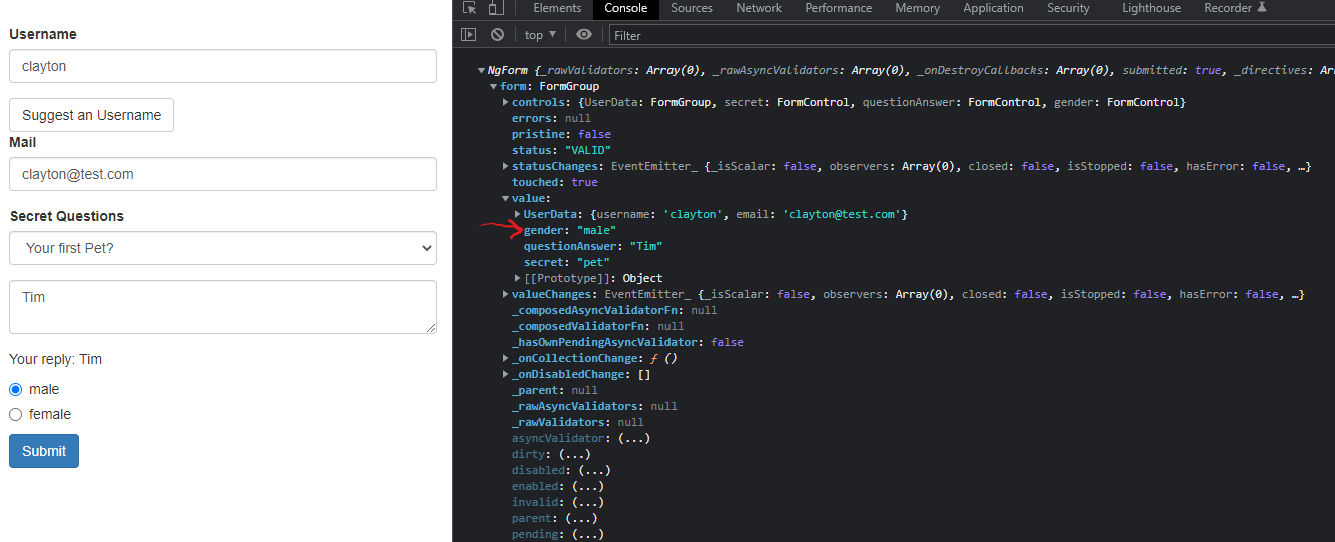 Username
clayton
Suggest an Username
Mail
clayton@test.com
Secret Questions
Your first Pet?
Tim
Your reply: Tim
male
female
Submit
Elements Console Sources Network Performance Memory Application Security Lighthouse Recorder
top Filter
NgForm {_rawValidators: Array(0), _rawAsyncValidators: Array(0), _onDestroyCallbacks: Array(0), submitted: true, _directives: Arr
form: FormGroup
controls: {UserData: FormGroup, secret: FormControl, questionAnswer: FormControl, gender: FormControl}
errors: null
pristine: false
status: "VALID"
statusChanges: EventEmitter_ {_isScalar: false, observers: Array(0), closed: false, isStopped: false, hasError: false, …}
touched: true
value:
UserData: {username: 'clayton', email: 'clayton@test.com'}
gender: "male"
questionAnswer: "Tim"
secret: "pet"
[[Prototype]]: Object
valueChanges: EventEmitter_ {_isScalar: false, observers: Array(0), closed: false, isStopped: false, hasError: false, …}
_composedAsyncValidatorFn: null
_composedValidatorFn: null
_hasOwnPendingAsyncValidator: false
_onCollectionChange: ƒ ()
_onDisabledChange: []
_parent: null
_rawAsyncValidators: null
_rawValidators: null
asyncValidator: (...)
dirty: (...)
disabled: (...)
enabled: (...)
invalid: (...)
parent: (...)
pending: (...)